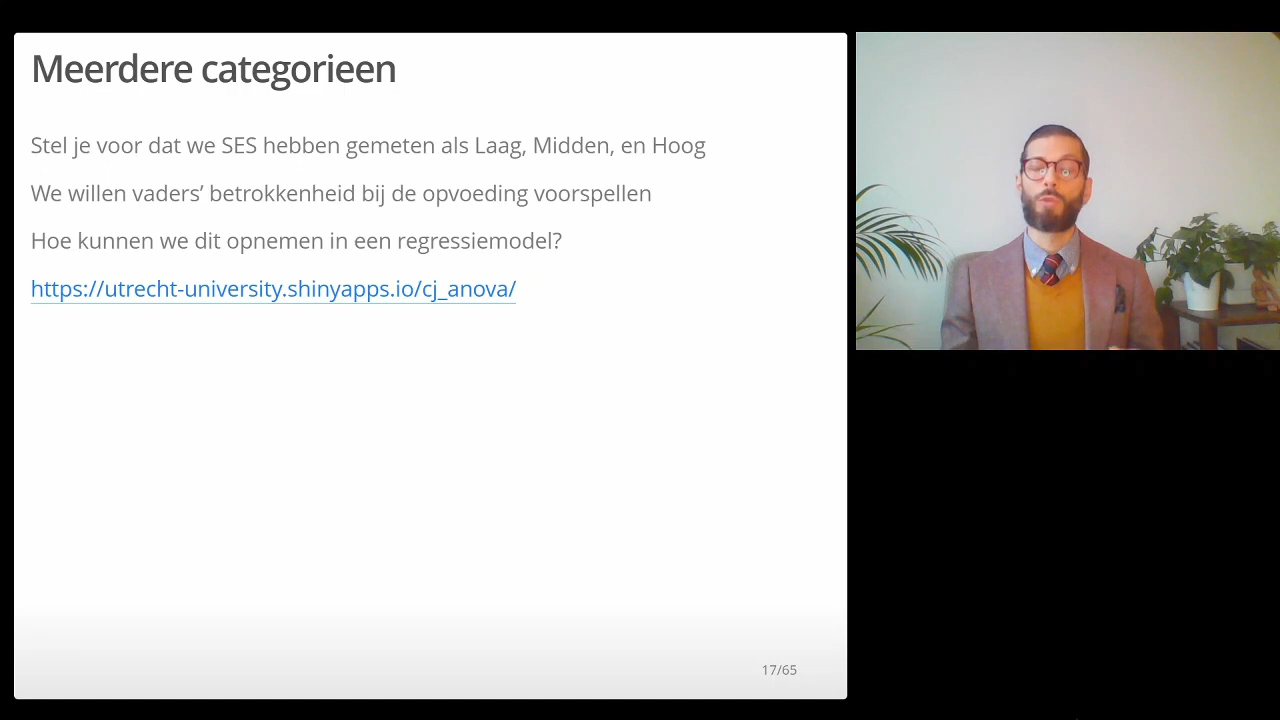 Meerdere categorieen
Stel je voor dat we SES hebben gemeten als Laag, Midden, en Hoog
We willen vaders’ betrokkenheid bij de opvoeding voorspellen
Hoe kunnen we dit opnemen in een regressiemodel?
https://utrecht-university.shinyapps.io/cj_anova/
17/65